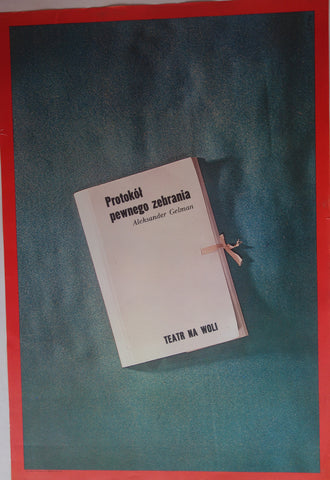 Protokół
pewnego zebrania
Aleksander Gelman
TEATR NA WOLI